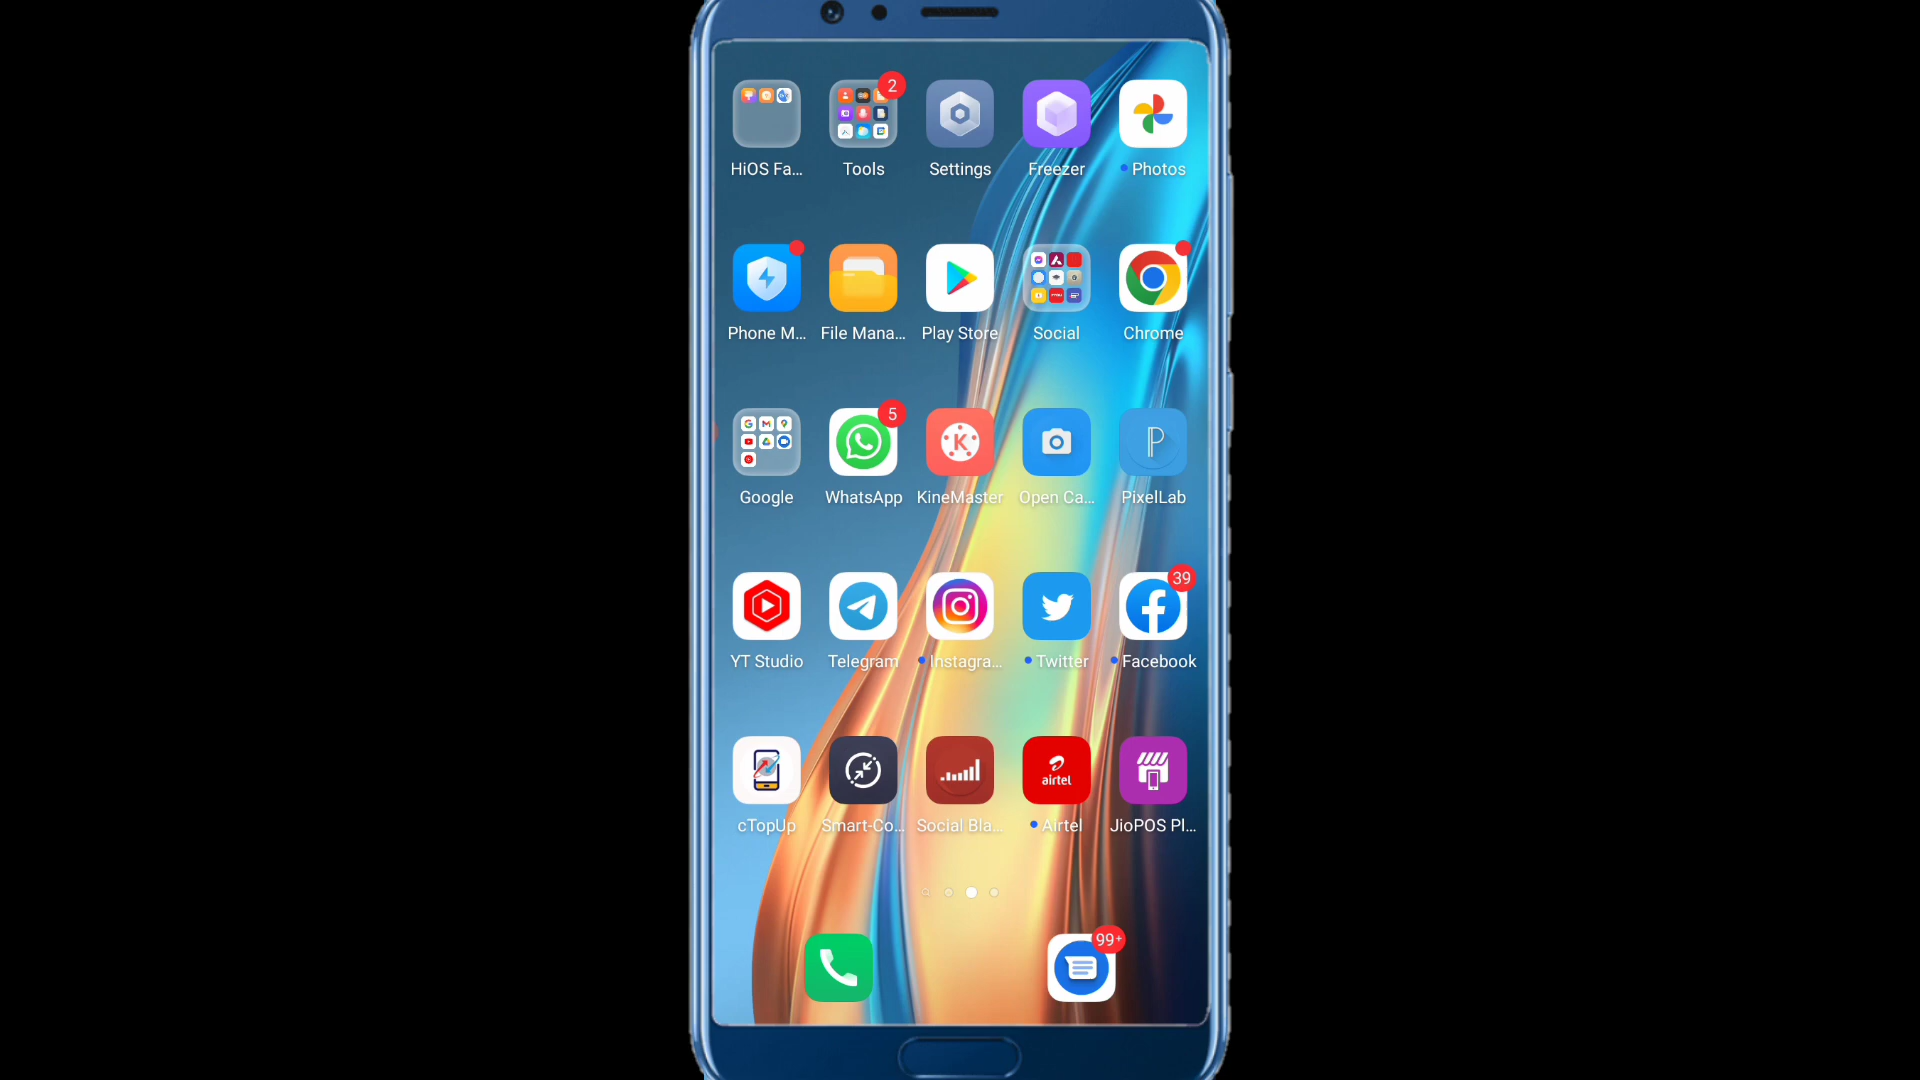 2
HiOS Fa... Tools Settings Freezer Photos
Phone M... File Mana... Play Store Social Chrome
5
Google WhatsApp KineMaster Open Ca... PixelLab
39
YT Studio Telegram Instagra... Twitter Facebook
airtel
cTopUp Smart-Co... Social Bla... Airtel JioPOS Pl...
99+